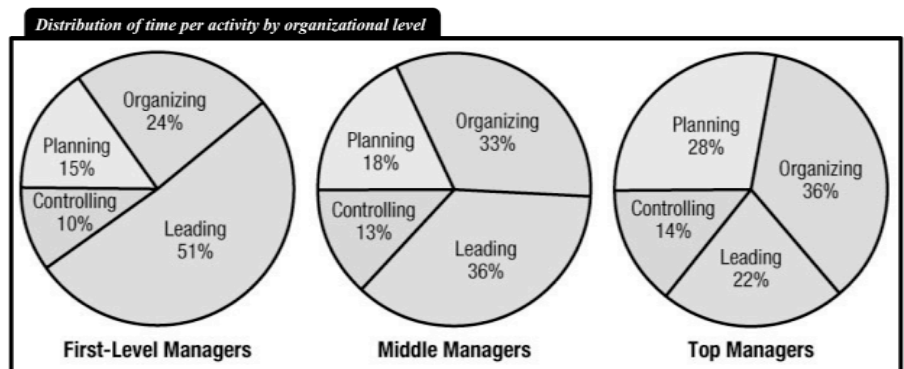 Distribution of time per activity by organizational level
Organizing
24%
Planning
15%
Controlling
10%
Leading
51%
First-Level Managers
Organizing
33%
Planning
18%
Controlling
13%
Leading
36%
Middle Managers
Planning
28%
Organizing
36%
Controlling
14%
Leading
22%
Top Managers